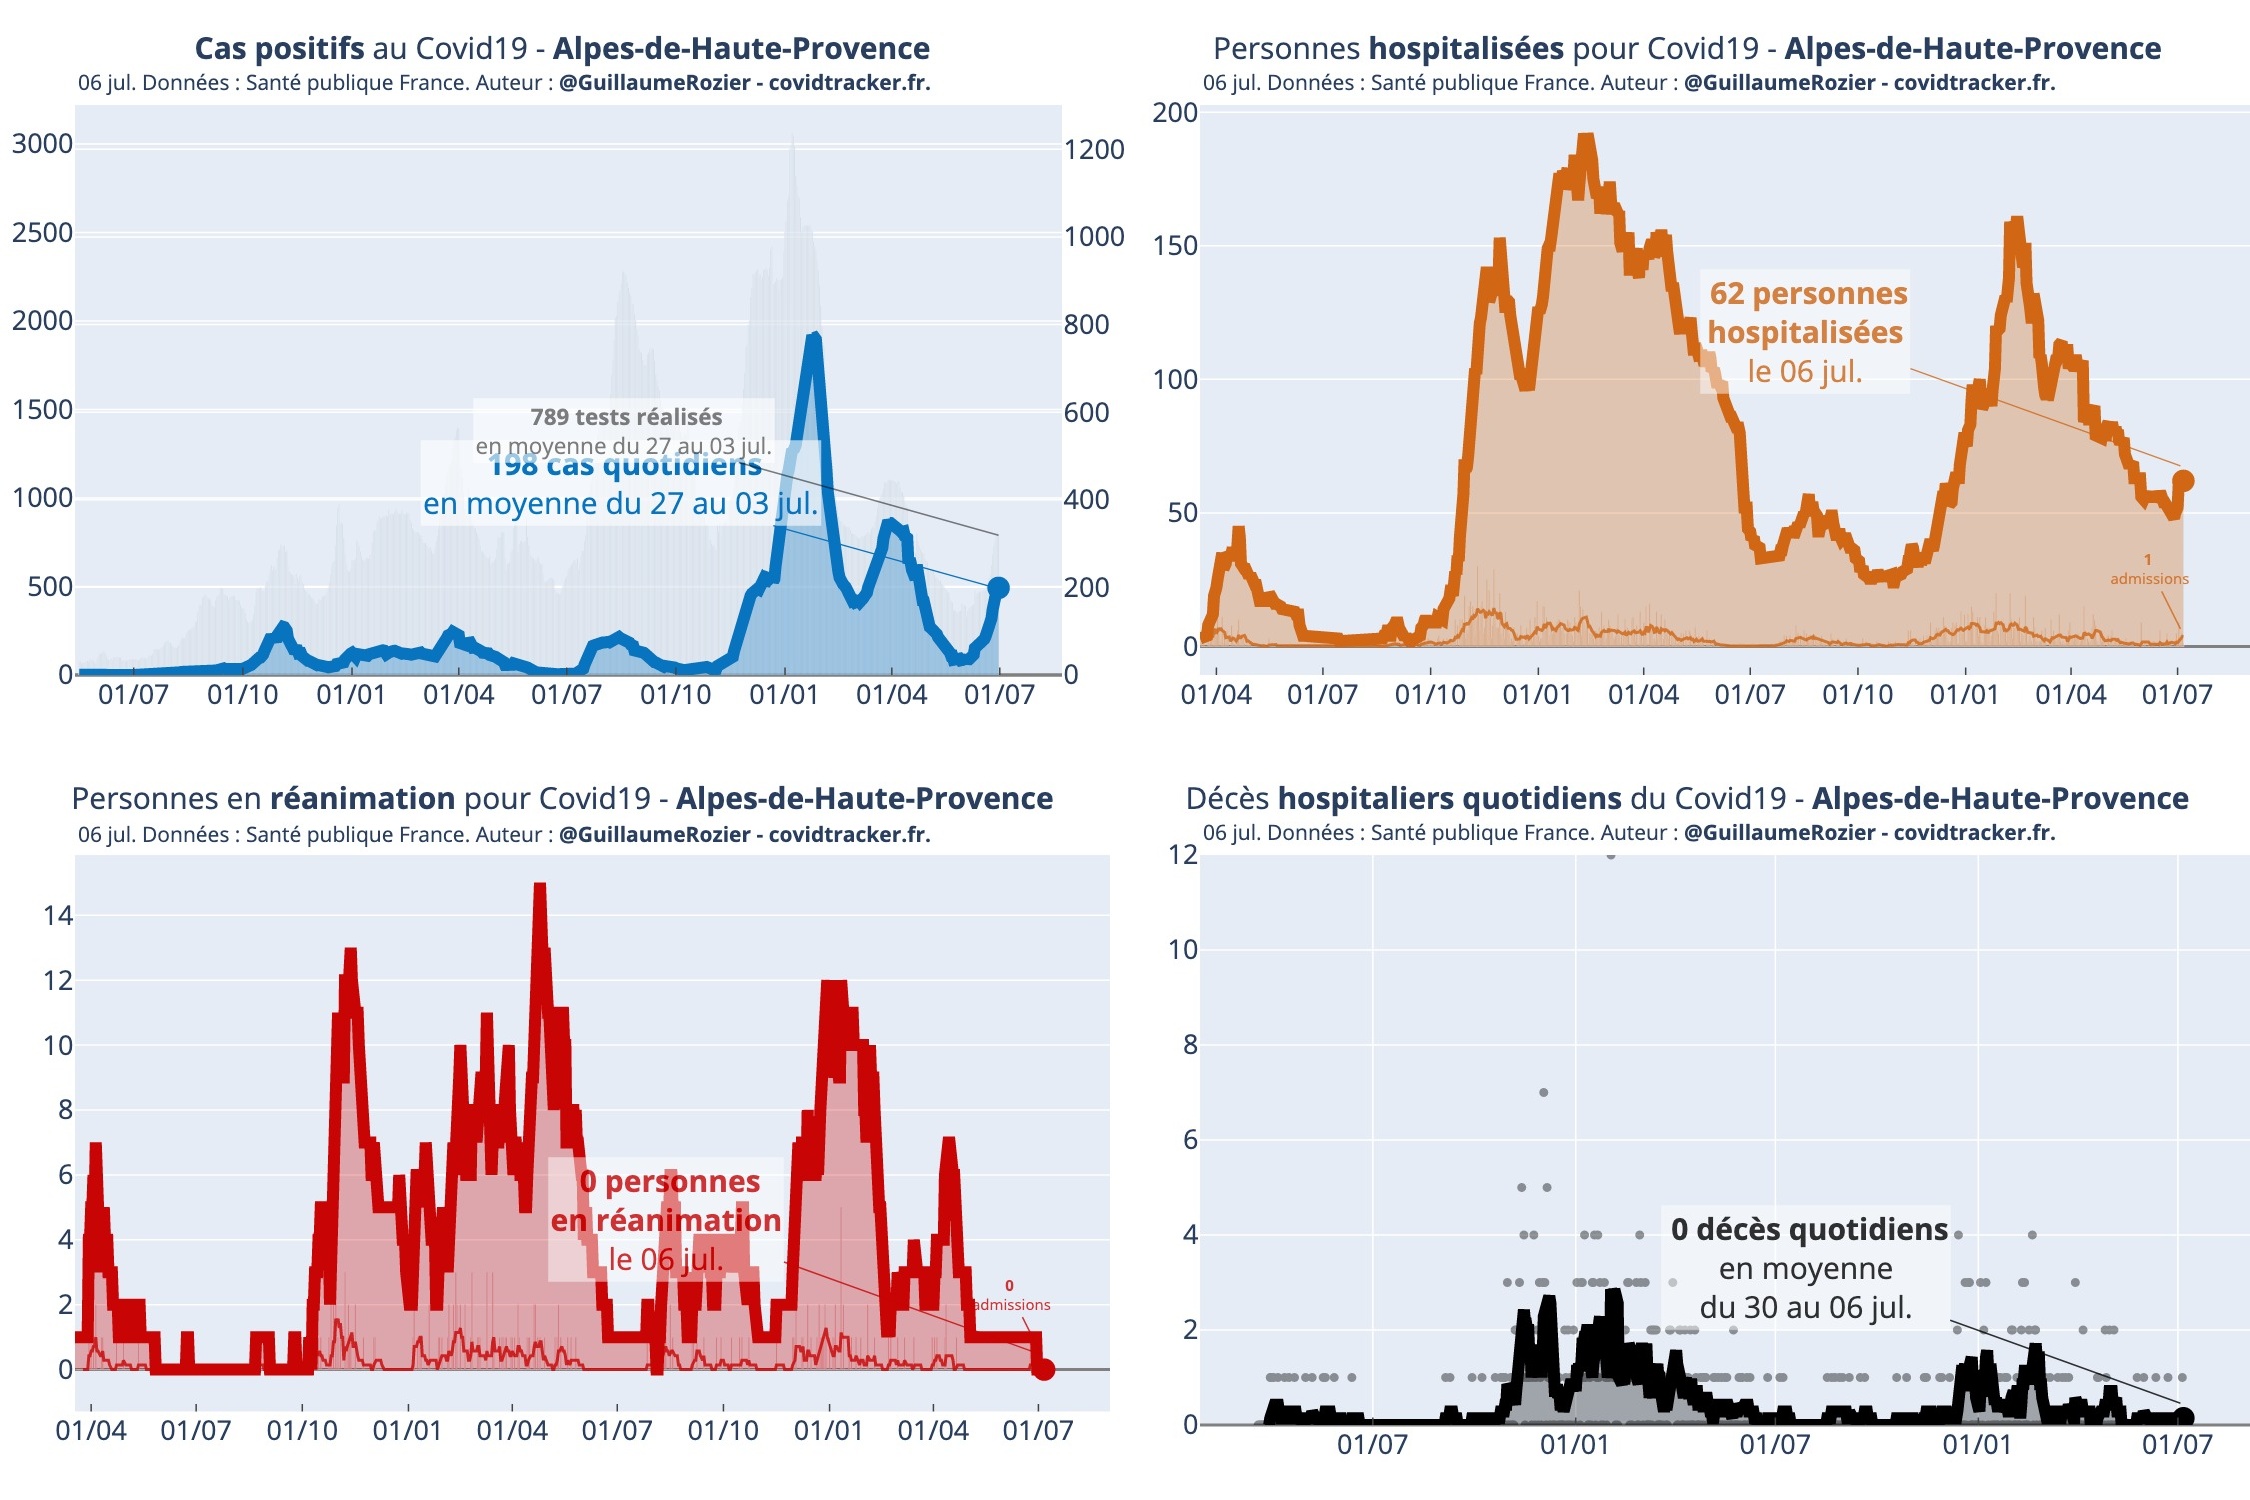 Cas positifs au Covid19 - Alpes-de-Haute-Provence
06 jul. Données : Santé publique France. Auteur : @GuillaumeRozier - covidtracker.fr.
3000
2500
2000
1500
1000
500
0
1200
1000
800
600
400
200
0
789 tests réalisés
en moyenne du 27 au 03 jul.
198 cas quotidiens
en moyenne du 27 au 03 jul.
01/07 01/10 01/01 01/04 01/07 01/10 01/01 01/04 01/07
Personnes hospitalisées pour Covid19 - Alpes-de-Haute-Provence
06 jul. Données : Santé publique France. Auteur : @GuillaumeRozier - covidtracker.fr.
200
150
100
50
0
62 personnes
hospitalisées
le 06 jul.
1
admissions
01/04 01/07 01/10 01/01 01/04 01/07 01/10 01/01 01/04 01/07
Personnes en réanimation pour Covid19 - Alpes-de-Haute-Provence
06 jul. Données : Santé publique France. Auteur : @GuillaumeRozier - covidtracker.fr.
14
12
10
8
6
4
2
0
0 personnes
en réanimation
le 06 jul.
0
admissions
01/04 01/07 01/10 01/01 01/04 01/07 01/10 01/01 01/04 01/07
Décès hospitaliers quotidiens du Covid19 - Alpes-de-Haute-Provence
06 jul. Données : Santé publique France. Auteur : @GuillaumeRozier - covidtracker.fr.
12
10
8
6
4
2
0
0 décès quotidiens
en moyenne
du 30 au 06 jul.
01/07 01/01 01/07 01/01 01/07